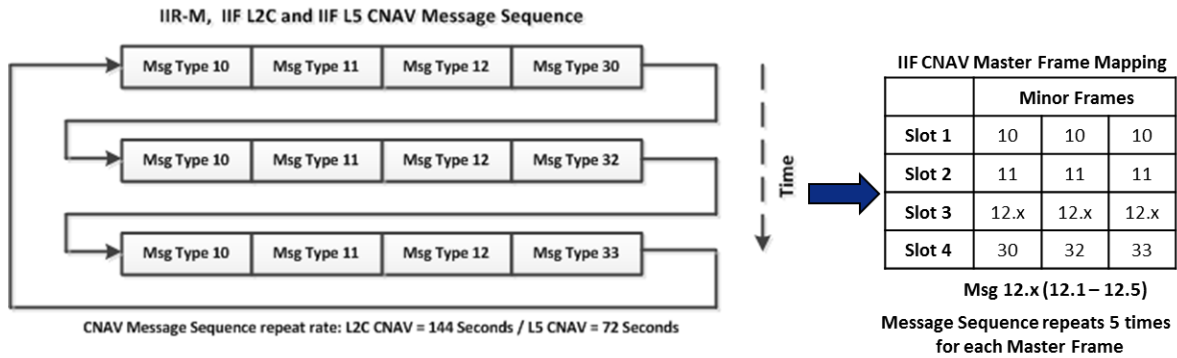 IIR-M, IIF L2C and IIF L5 CNAV Message Sequence
Msg Type 10 Msg Type 11 Msg Type 12 Msg Type 30
Msg Type 10 Msg Type 11 Msg Type 12 Msg Type 32
Msg Type 10 Msg Type 11 Msg Type 12 Msg Type 33
CNAV Message Sequence repeat rate: L2C CNAV = 144 Seconds / L5 CNAV = 72 Seconds
Time
IIF CNAV Master Frame Mapping
Minor Frames
Slot 1 10 10 10
Slot 2 11 11 11
Slot 3 12.x 12.x 12.x
Slot 4 30 32 33
Msg 12.x (12.1 – 12.5)
Message Sequence repeats 5 times
for each Master Frame